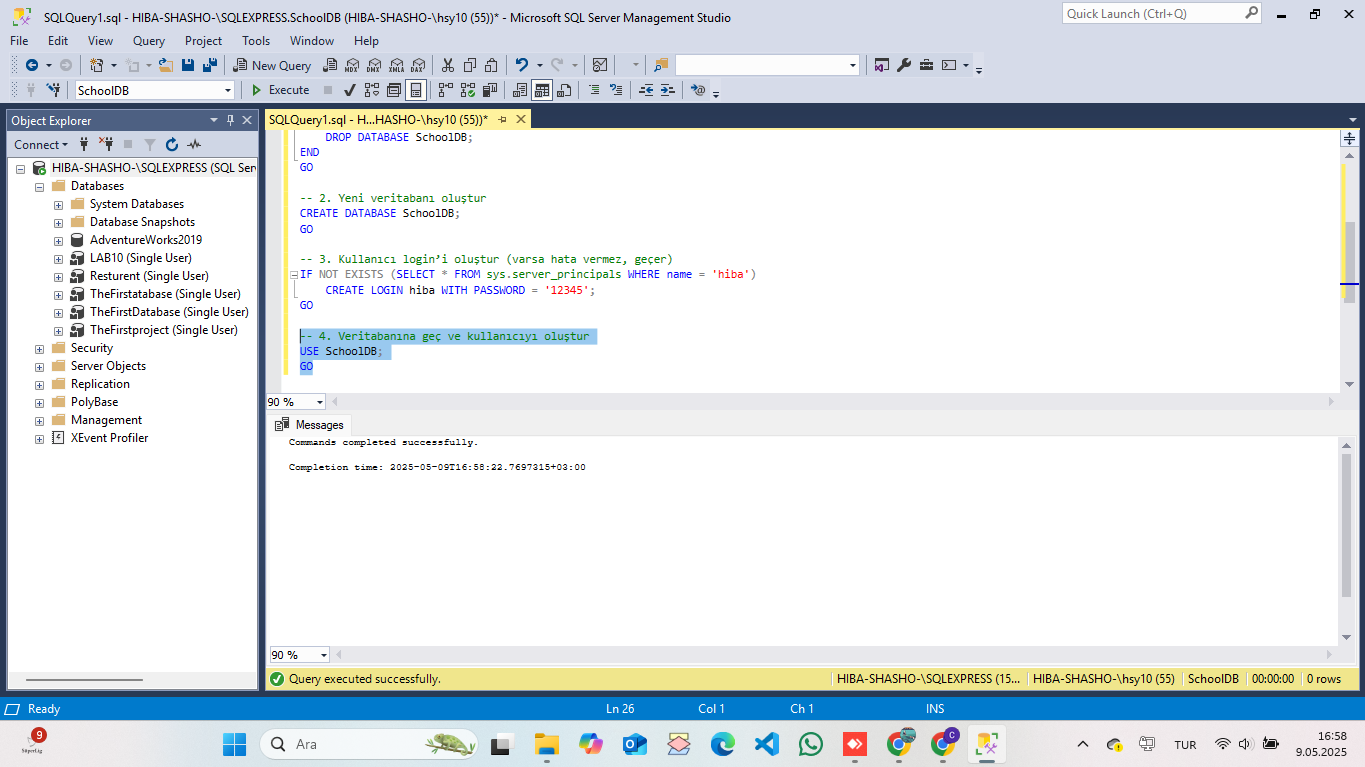 SQLQuery1.sql - HIBA-SHASHO-\SQLEXPRESS.SchoolDB (HIBA-SHASHO-\hsy10 (55))* - Microsoft SQL Server Management Studio
Quick Launch (Ctrl+Q)
File Edit View Query Project Tools Window Help
New Query MDX DMX XMLA DAX
SchoolDB Execute
Object Explorer
Connect
HIBA-SHASHO-\SQLEXPRESS (SQL Ser
Databases
System Databases
Database Snapshots
AdventureWorks2019
LAB10 (Single User)
Resturent (Single User)
TheFirstatabase (Single User)
TheFirstDatabase (Single User)
TheFirstproject (Single User)
Security
Server Objects
Replication
PolyBase
Management
XEvent Profiler
SQLQuery1.sql - H...HASHO-\hsy10 (55))*
DROP DATABASE SchoolDB;
END
GO
-- 2. Yeni veritabanı oluştur
CREATE DATABASE SchoolDB;
GO
-- 3. Kullanıcı login’i oluştur (varsa hata vermez, geçer)
IF NOT EXISTS (SELECT * FROM sys.server_principals WHERE name = 'hiba')
CREATE LOGIN hiba WITH PASSWORD = '12345';
GO
-- 4. Veritabanına geç ve kullanıcıyı oluştur
USE SchoolDB;
GO
90 %
Messages
Commands completed successfully.
Completion time: 2025-05-09T16:58:22.7697315+03:00
90 %
Query executed successfully. HIBA-SHASHO-\SQLEXPRESS (15... HIBA-SHASHO-\hsy10 (55) SchoolDB 00:00:00 0 rows
Ready Ln 26 Col 1 Ch 1 INS
9
Süper Lig
Ara
C
TUR
16:58
9.05.2025